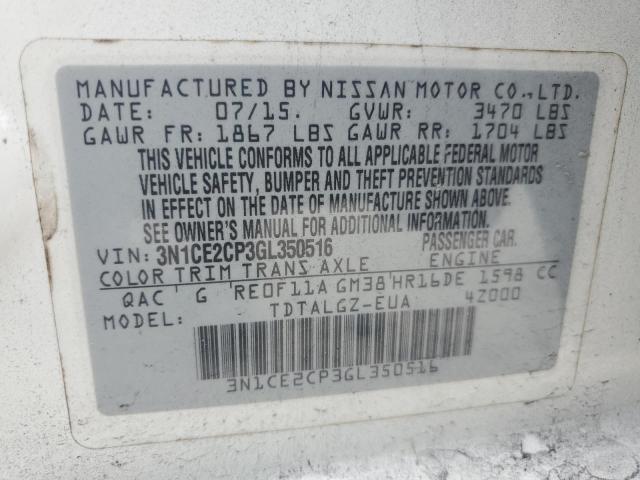 MANUFACTURED BY NISSAN MOTOR CO.,LTD.
DATE: 07/15. GVWR: 3470 LBS
GAWR FR: 1867 LBS GAWR RR: 1704 LBS
THIS VEHICLE CONFORMS TO ALL APPLICABLE FEDERAL MOTOR
VEHICLE SAFETY, BUMPER AND THEFT PREVENTION STANDARDS
IN EFFECT ON THE DATE OF MANUFACTURE SHOWN ABOVE.
SEE OWNER'S MANUAL FOR ADDITIONAL INFORMATION.
VIN: 3N1CE2CP3GL350516 PASSENGER CAR.
COLOR TRIM TRANS AXLE ENGINE
QAC G RE0F11A GM38 HR16DE 1598 CC
TDTALGZ-EUA 4Z000
3N1CE2CP3GL350516